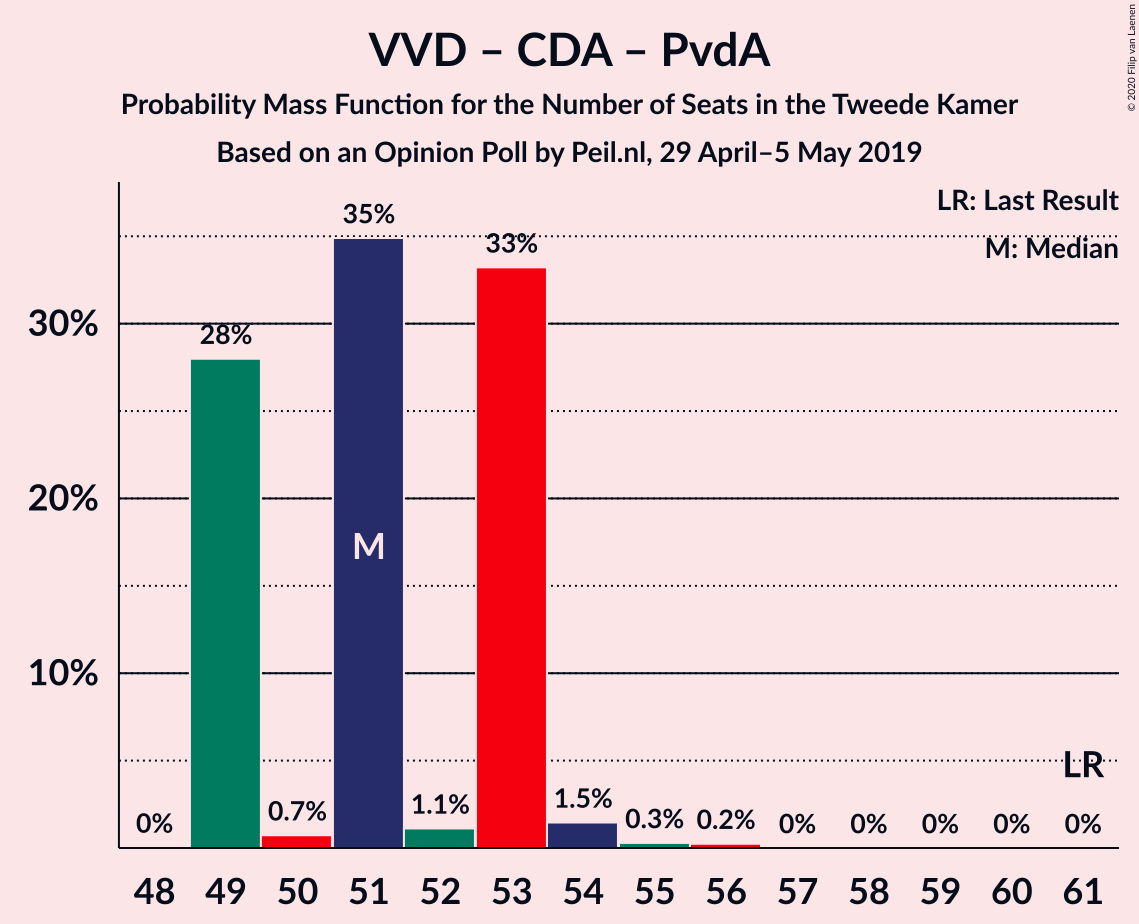 VVD – CDA – PvdA
Probability Mass Function for the Number of Seats in the Tweede Kamer
Based on an Opinion Poll by Peil.nl, 29 April–5 May 2019
© 2020 Filip van Laenen
LR: Last Result
M: Median
35%
33%
30%
28%
20%
M
10%
LR
0% 0.7% 1.1% 1.5% 0.3% 0.2% 0% 0% 0% 0% 0%
48 49 50 51 52 53 54 55 56 57 58 59 60 61